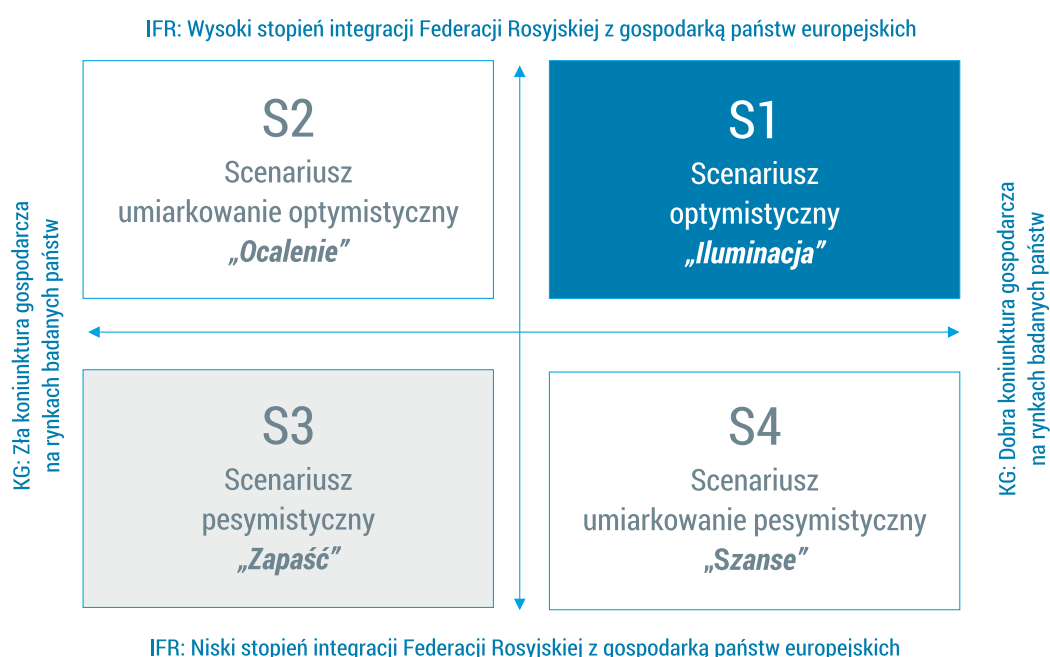 IFR: Wysoki stopień integracji Federacji Rosyjskiej z gospodarką państw europejskich
KG: Zła koniunktura gospodarcza
na rynkach badanych państw
S2
Scenariusz
umiarkowanie optymistyczny
„Ocalenie”
S1
Scenariusz
optymistyczny
„Iluminacja”
KG: Dobra koniunktura gospodarcza
na rynkach badanych państw
S3
Scenariusz
pesymistyczny
„Zapaść”
S4
Scenariusz
umiarkowanie pesymistyczny
„Szanse”
IFR: Niski stopień integracji Federacji Rosyjskiej z gospodarką państw europejskich